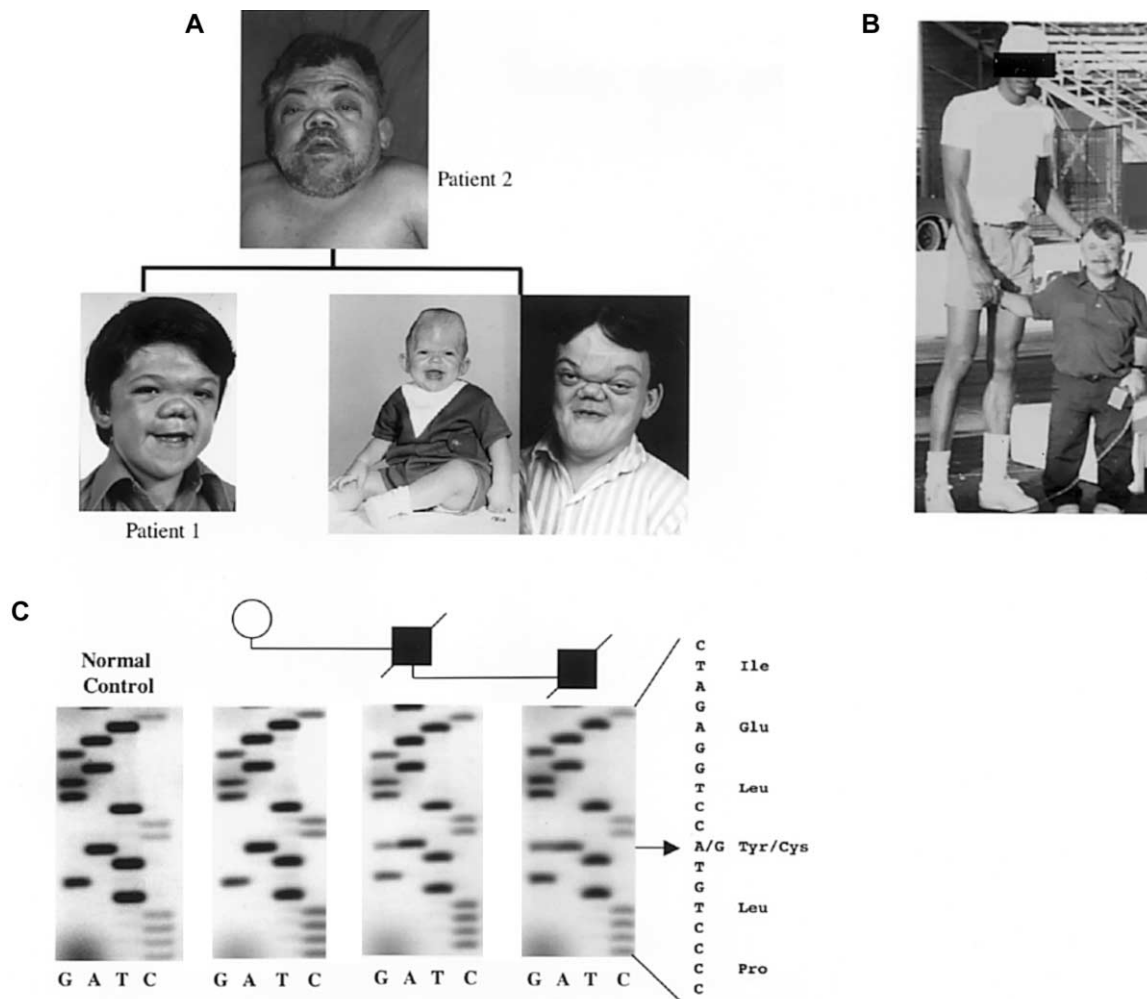 A
B
Patient 2
Patient 1
C
Normal
Control
C
T Ile
A
G
A Glu
G
G
T Leu
C
C
A/G Tyr/Cys
T
G
T Leu
C
C
C Pro
C
G A T C
G A T C
G A T C
G A T C